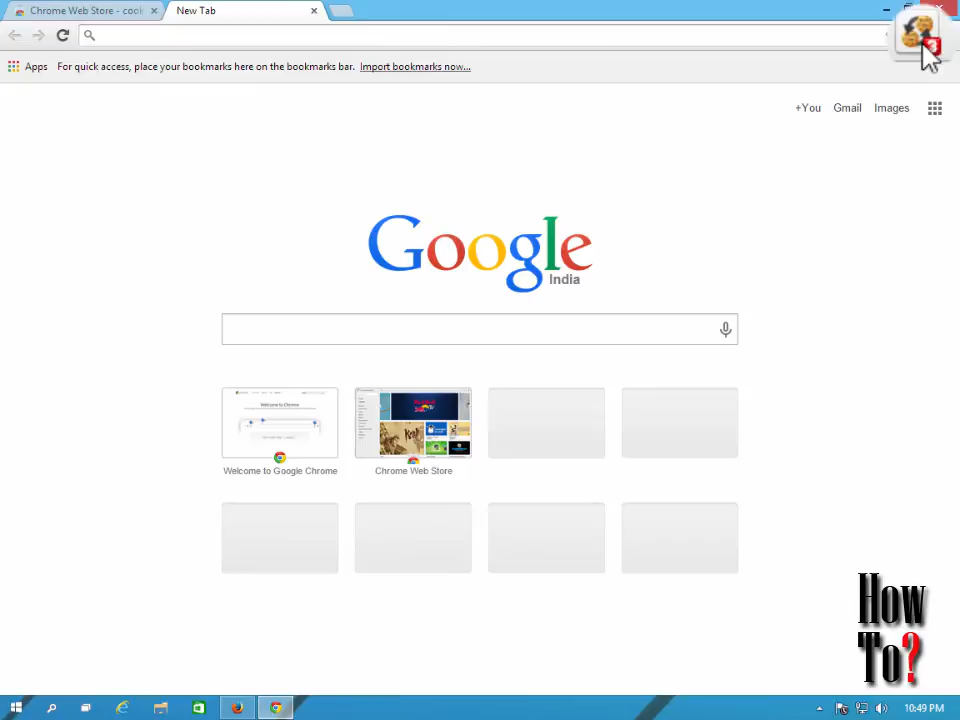 Chrome Web Store - cook
New Tab
Apps
For quick access, place your bookmarks here on the bookmarks bar. Import bookmarks now...
+You
Gmail
Images
Google
India
Welcome to Google Chrome
Chrome Web Store
How
To?
10:49 PM